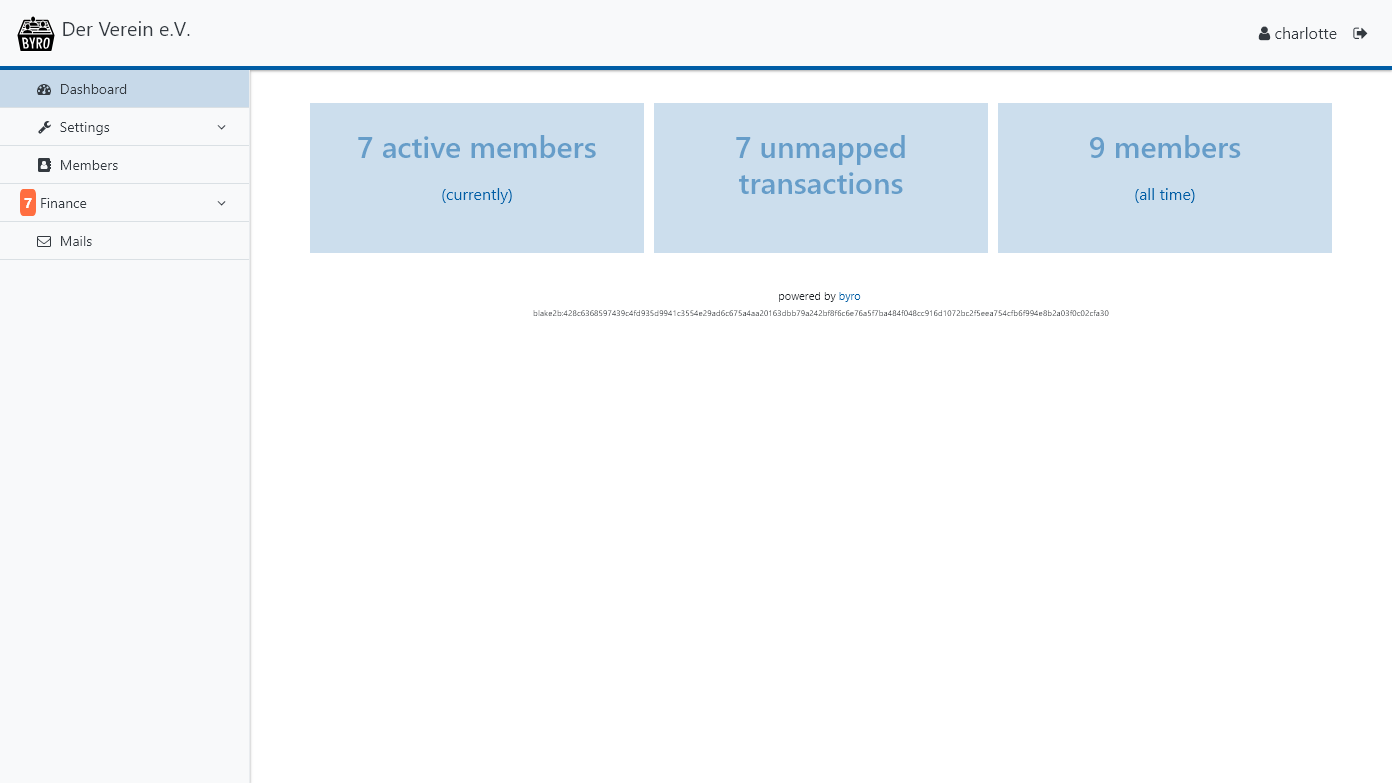 BYRO
Der Verein e.V.
charlotte
Dashboard
Settings
Members
7 Finance
Mails
7 active members
(currently)
7 unmapped
transactions
9 members
(all time)
powered by byro
blake2b:428c6368597439c4fd935d9941c3554e29ad6c675a4aa20163dbb79a242bf8f6c6e76a5f7ba484f048cc916d1072bc2f5eea754cfb6f994e8b2a03f0c02cfa30